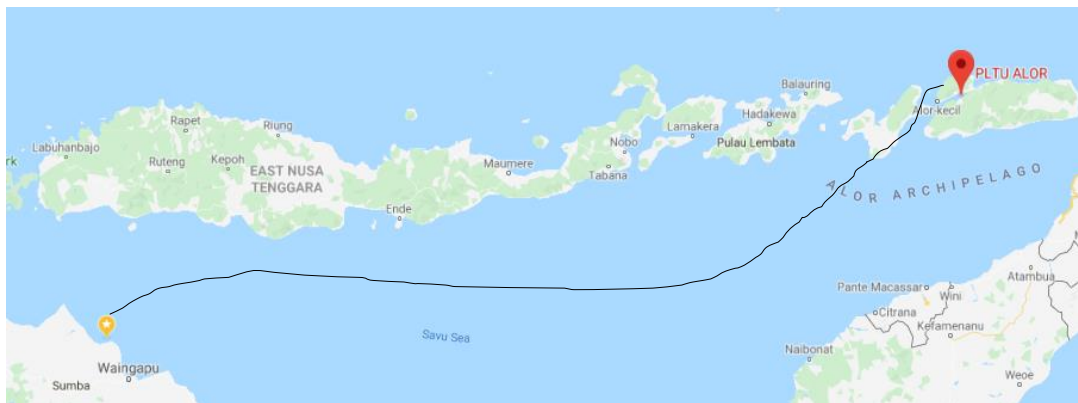 PLTU ALOR
Balauring
Alor-kecil
Rapet
Riung
Hadakewa
Lamakera
Labuhanbajo
Nobo
Pulau Lembata
rk
Ruteng
Kepoh
EAST NUSA
TENGGARA
Maumere
Tabana
ALOR ARCHIPELAGO
Ende
Atambua
Pante Macassar
Wini
Citrana
Kefamenanu
Savu Sea
Naibonat
Waingapu
Sumba
Weoe